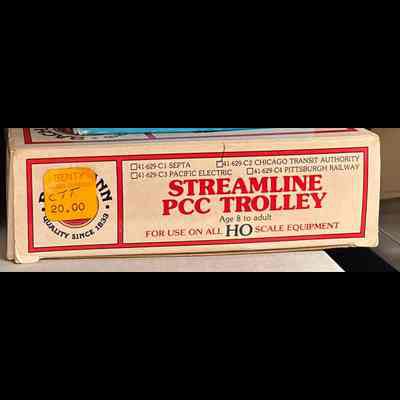 41-629-C1 SEPTA 41-629-C2 CHICAGO TRANSIT AUTHORITY
41-629-C3 PACIFIC ELECTRIC 41-629-C4 PITTSBURGH RAILWAY
STREAMLINE
PCC TROLLEY
Age 8 to adult
FOR USE ON ALL HO SCALE EQUIPMENT
CTT
20.00
QUALITY SINCE 1833